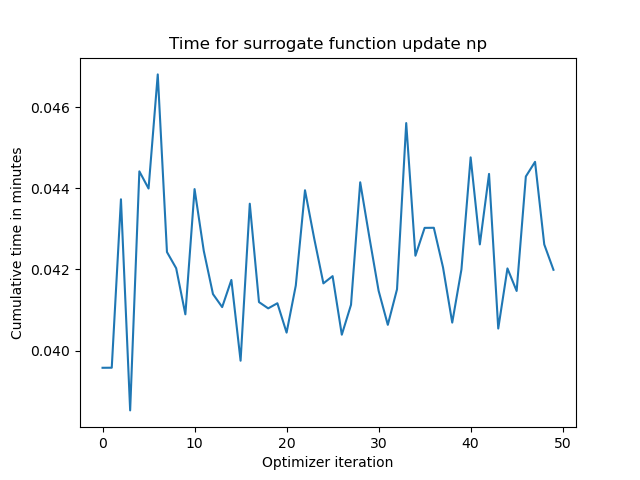 Time for surrogate function update np
Cumulative time in minutes
0.046
0.044
0.042
0.040
0 10 20 30 40 50
Optimizer iteration